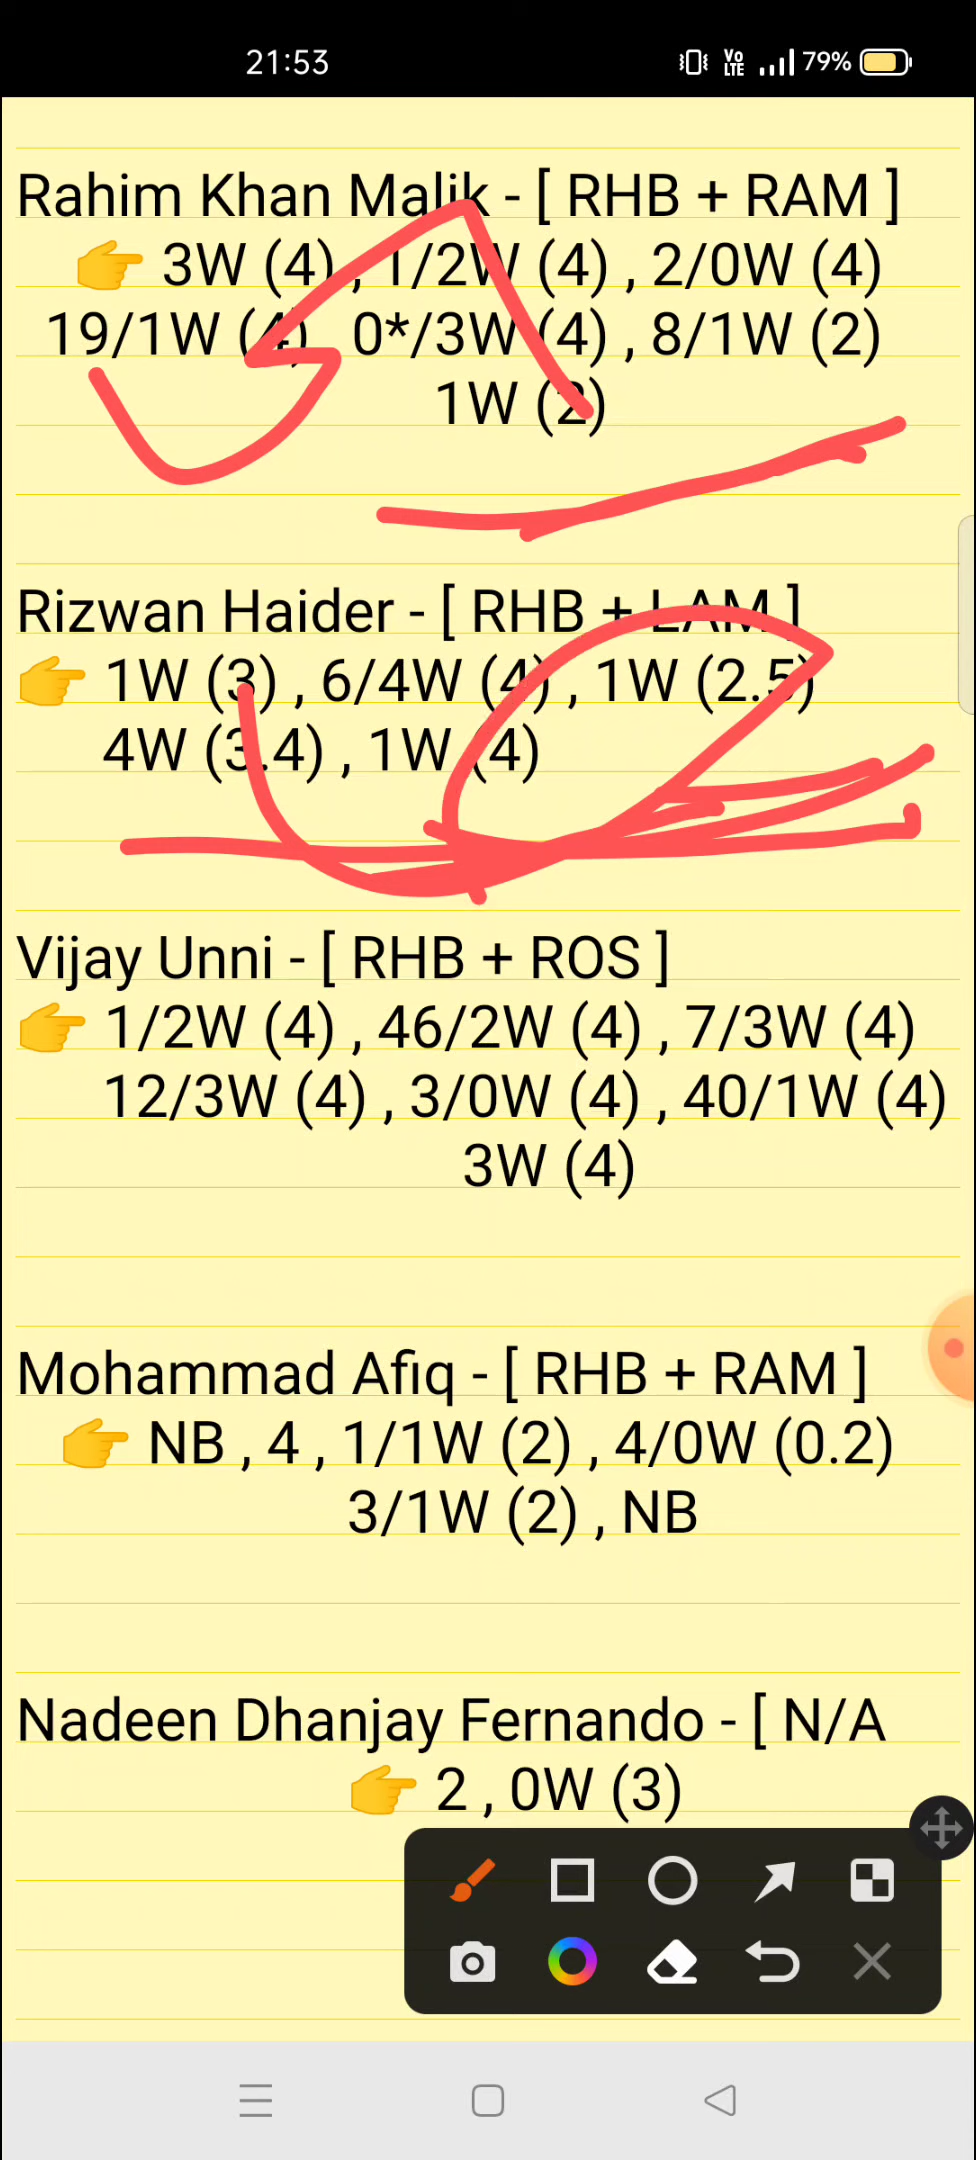 21:53 Vo LTE 79%
Rahim Khan Malik - [ RHB + RAM ]
👉 3W (4) , 1/2W (4) , 2/0W (4)
19/1W (4) , 0*/3W (4) , 8/1W (2)
1W (2)
Rizwan Haider - [ RHB + LAM ]
👉 1W (3) , 6/4W (4) , 1W (2.5)
4W (3.4) , 1W (4)
Vijay Unni - [ RHB + ROS ]
👉 1/2W (4) , 46/2W (4) , 7/3W (4)
12/3W (4) , 3/0W (4) , 40/1W (4)
3W (4)
Mohammad Afiq - [ RHB + RAM ]
👉 NB , 4 , 1/1W (2) , 4/0W (0.2)
3/1W (2) , NB
Nadeen Dhanjay Fernando - [ N/A
👉 2 , 0W (3)